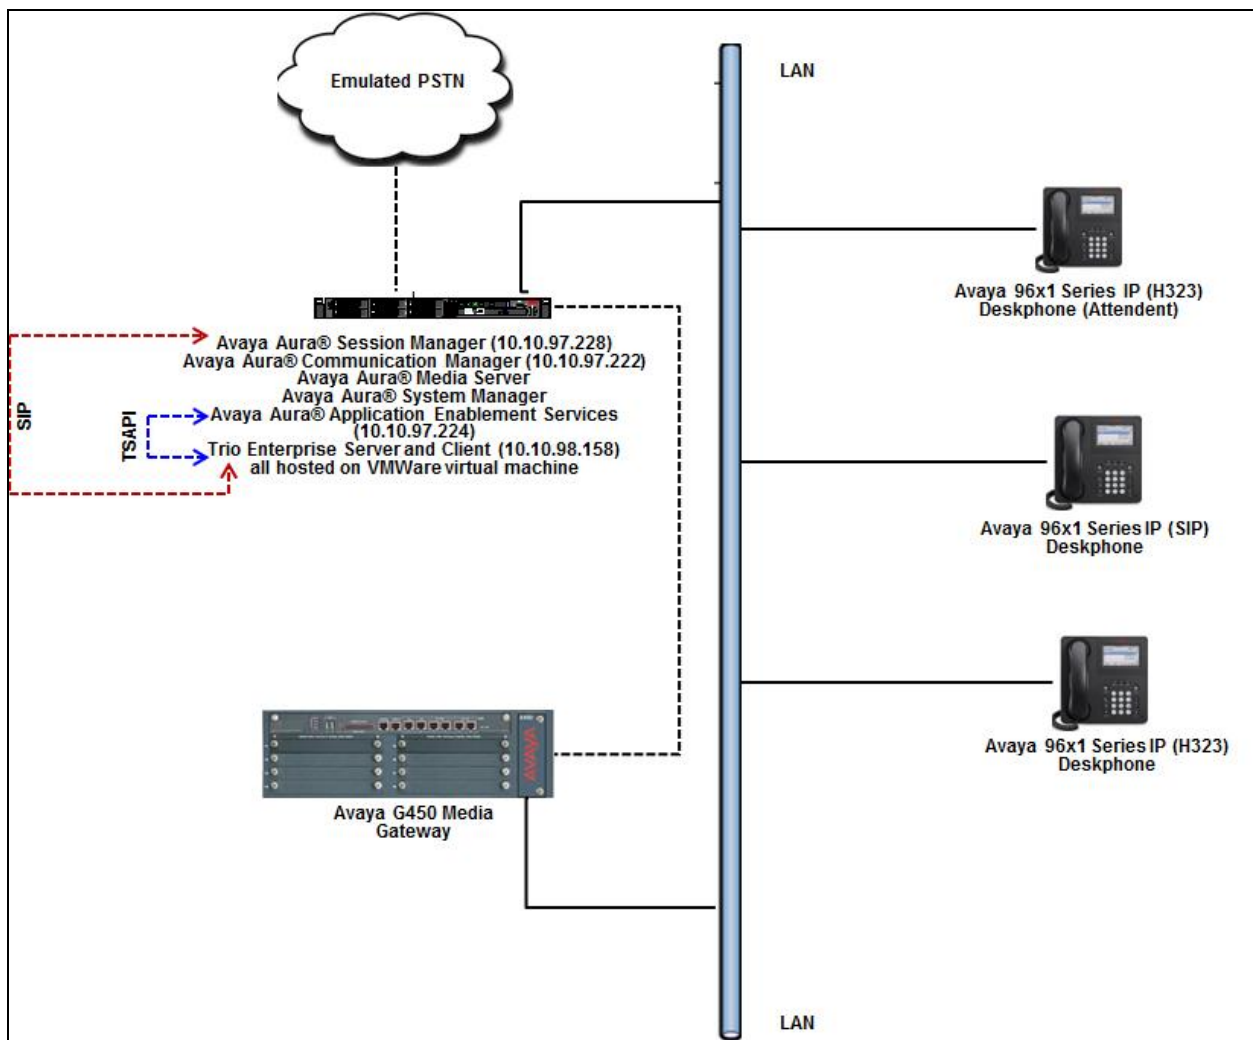 Emulated PSTN
LAN
Avaya 96x1 Series IP (H323)
Deskphone (Attendent)
Avaya Aura® Session Manager (10.10.97.228)
Avaya Aura® Communication Manager (10.10.97.222)
Avaya Aura® Media Server
Avaya Aura® System Manager
Avaya Aura® Application Enablement Services
(10.10.97.224)
Trio Enterprise Server and Client (10.10.98.158)
all hosted on VMWare virtual machine
SIP
TSAPI
Avaya 96x1 Series IP (SIP)
Deskphone
Avaya 96x1 Series IP (H323)
Deskphone
AVAYA
Avaya G450 Media
Gateway
LAN